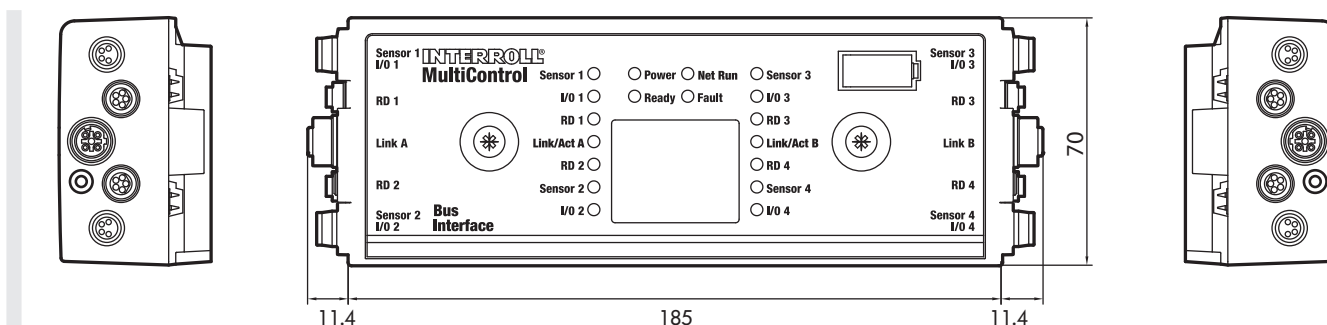 Sensor 1
I/O 1
RD 1
Link A
RD 2
Sensor 2
I/O 2
INTERROLL®
MultiControl
Bus
Interface
Sensor 1
I/O 1
RD 1
Link/Act A
RD 2
Sensor 2
I/O 2
Power Net Run
Ready Fault
Sensor 3
I/O 3
RD 3
Link/Act B
RD 4
Sensor 4
I/O 4
Sensor 3
I/O 3
RD 3
Link B
RD 4
Sensor 4
I/O 4
70
11.4 185 11.4